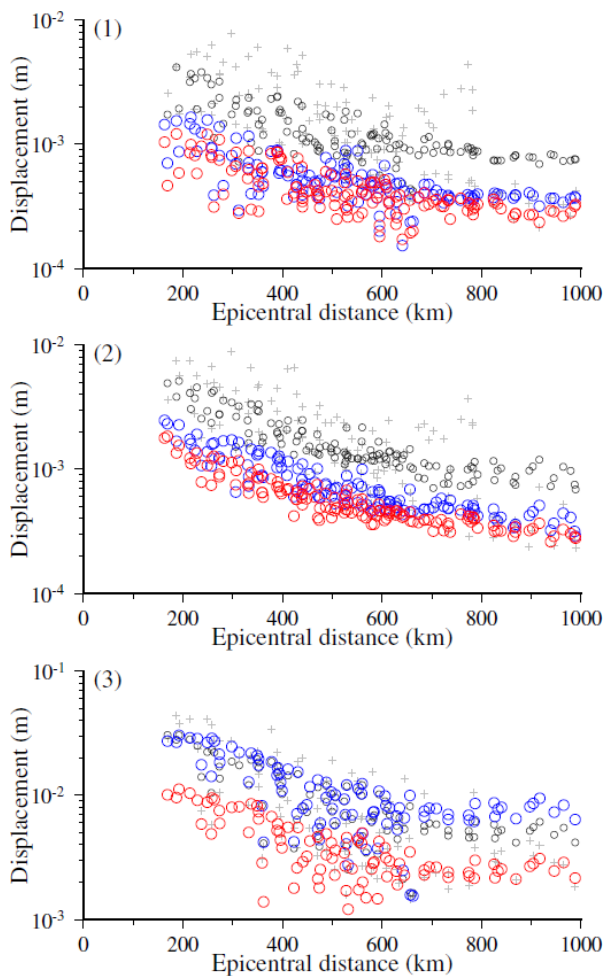 (1)
10-2
10-3
10-4
Displacement (m)
0 200 400 600 800 1000
Epicentral distance (km)
(2)
10-2
10-3
10-4
Displacement (m)
0 200 400 600 800 1000
Epicentral distance (km)
(3)
10-1
10-2
10-3
Displacement (m)
0 200 400 600 800 1000
Epicentral distance (km)